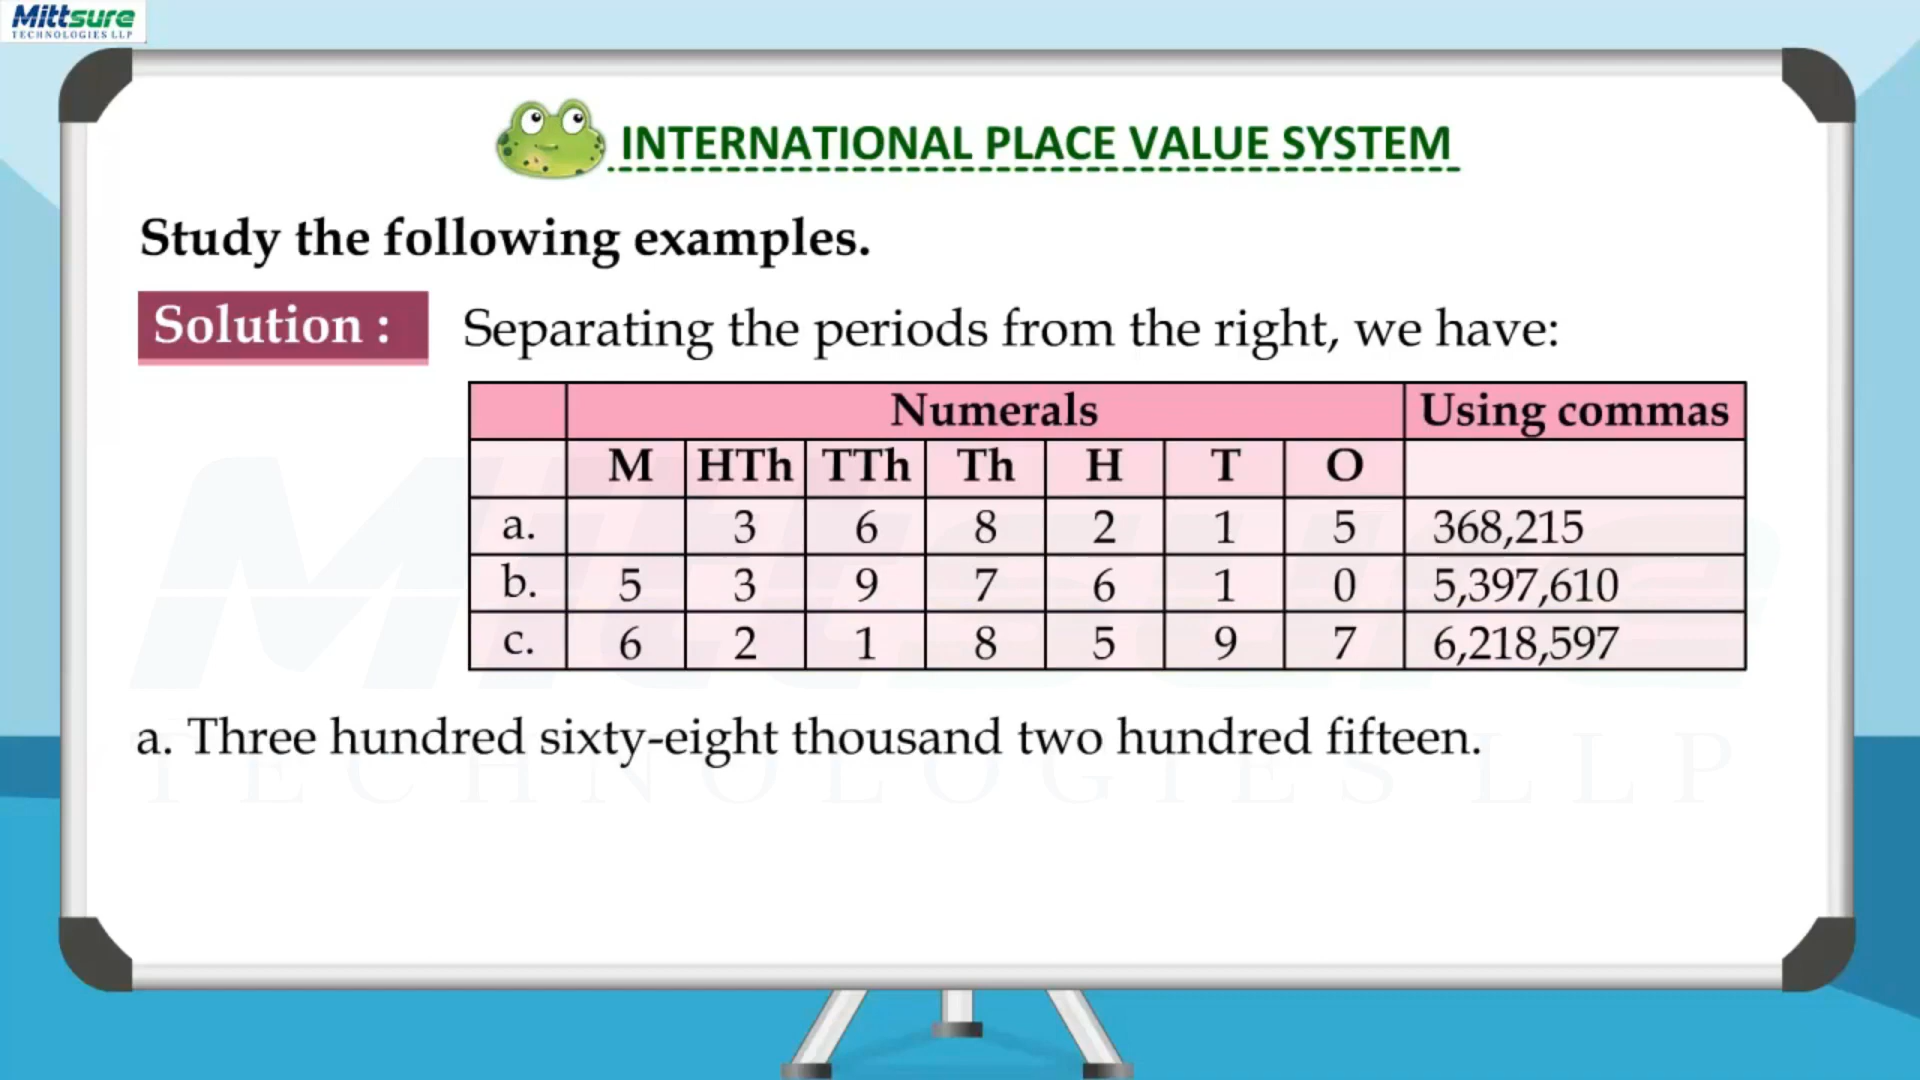 Mittsure
TECHNOLOGIES LLP
INTERNATIONAL PLACE VALUE SYSTEM
Study the following examples.
Solution : Separating the periods from the right, we have:
Numerals Using commas
M HTh TTh Th H T O
a. 3 6 8 2 1 5 368,215
b. 5 3 9 7 6 1 0 5,397,610
c. 6 2 1 8 5 9 7 6,218,597
a. Three hundred sixty-eight thousand two hundred fifteen.
Mittsure
TECHNOLOGIES LLP